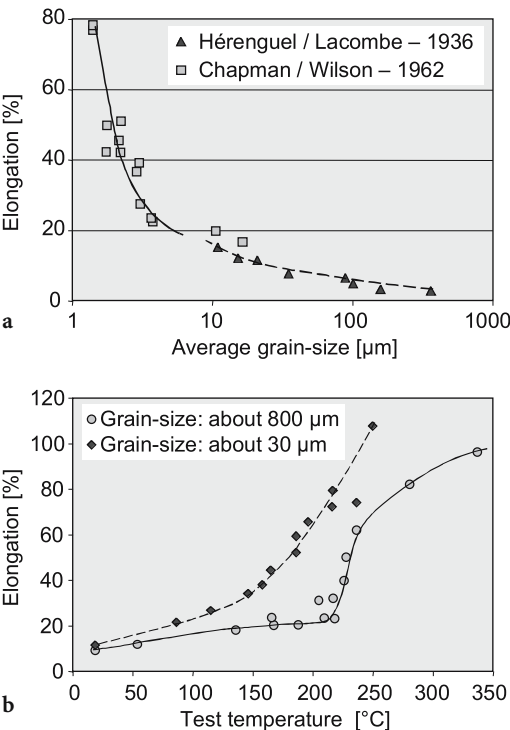 80
60
40
20
0
Elongation [%]
Hérenguel / Lacombe – 1936
Chapman / Wilson – 1962
1 10 100 1000
Average grain-size [µm]
a
120
100
80
60
40
20
0
Elongation [%]
Grain-size: about 800 µm
Grain-size: about 30 µm
0 50 100 150 200 250 300 350
Test temperature [°C]
b